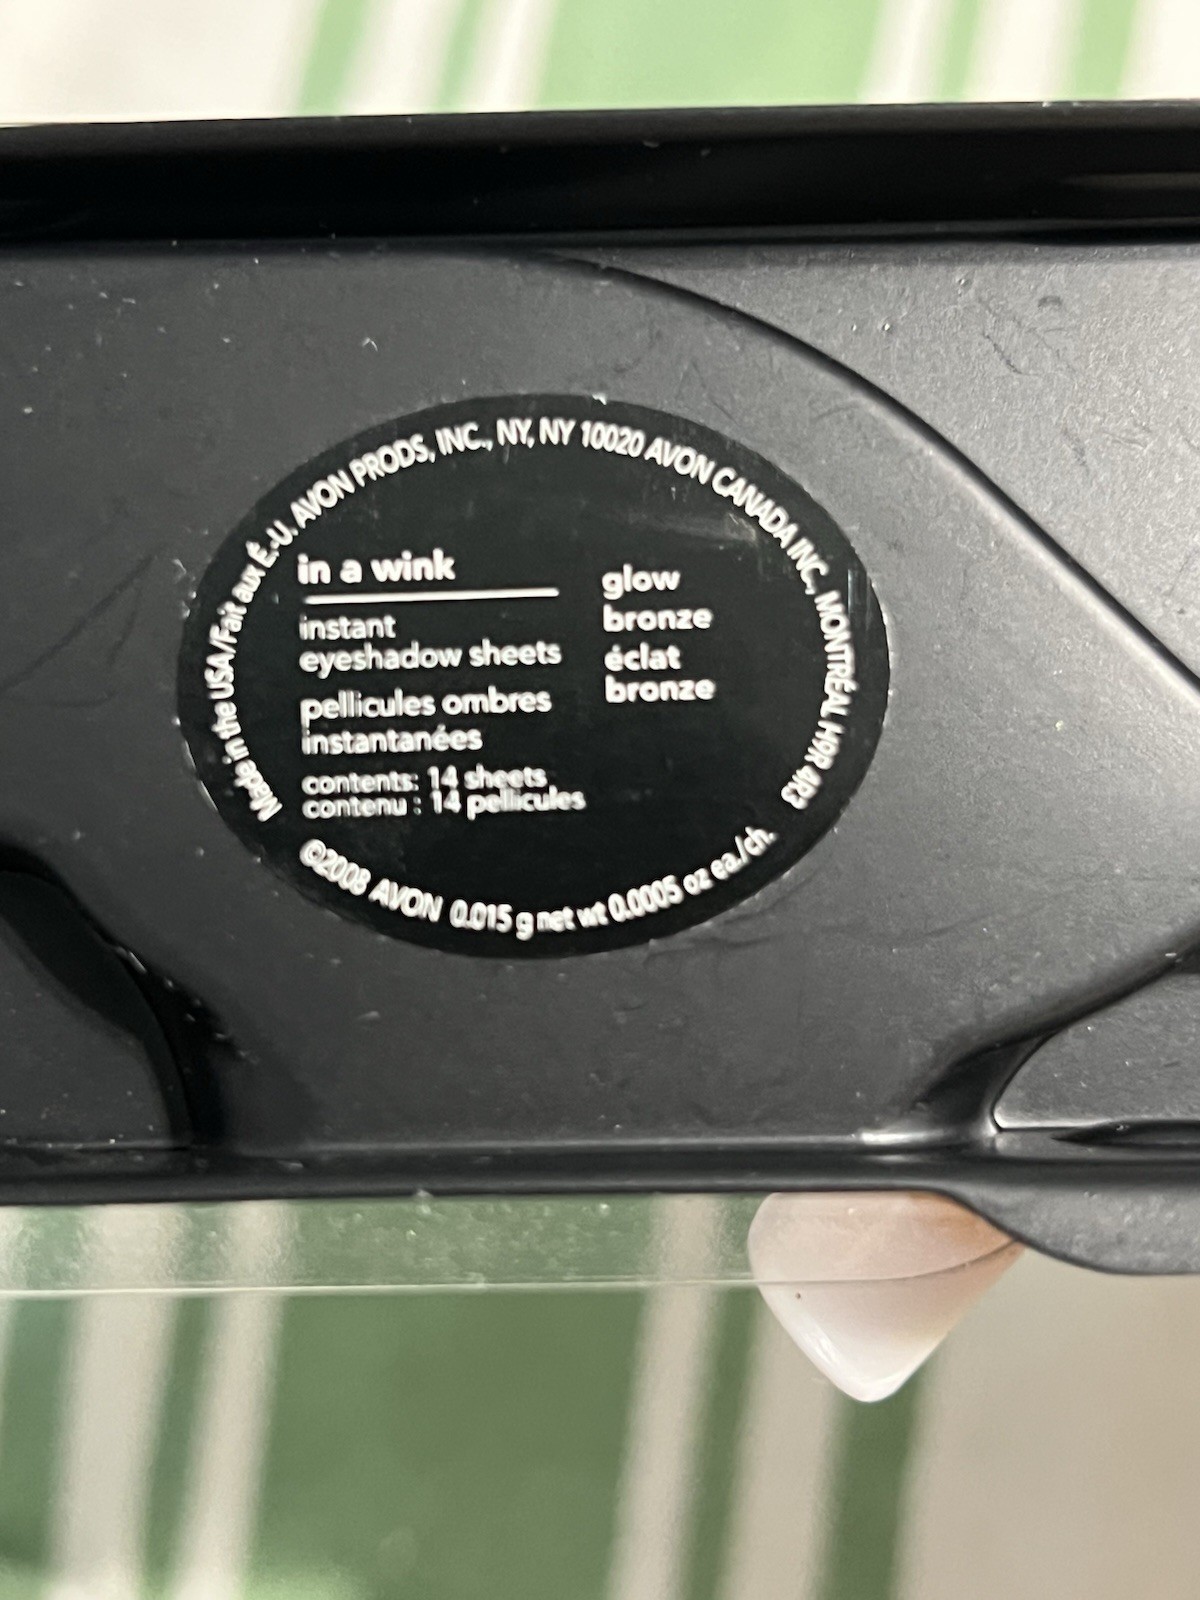 Made in the USA/Fait aux É.-U. AVON PRODS, INC., NY, NY 10020 AVON CANADA INC., MONTRÉAL H9R 4R3
in a wink
instant
eyeshadow sheets
pellicules ombres
instantanées
contents: 14 sheets
contenu : 14 pellicules
glow
bronze
éclat
bronze
©2008 AVON 0.015 g net wt 0.0005 oz ea./ch.